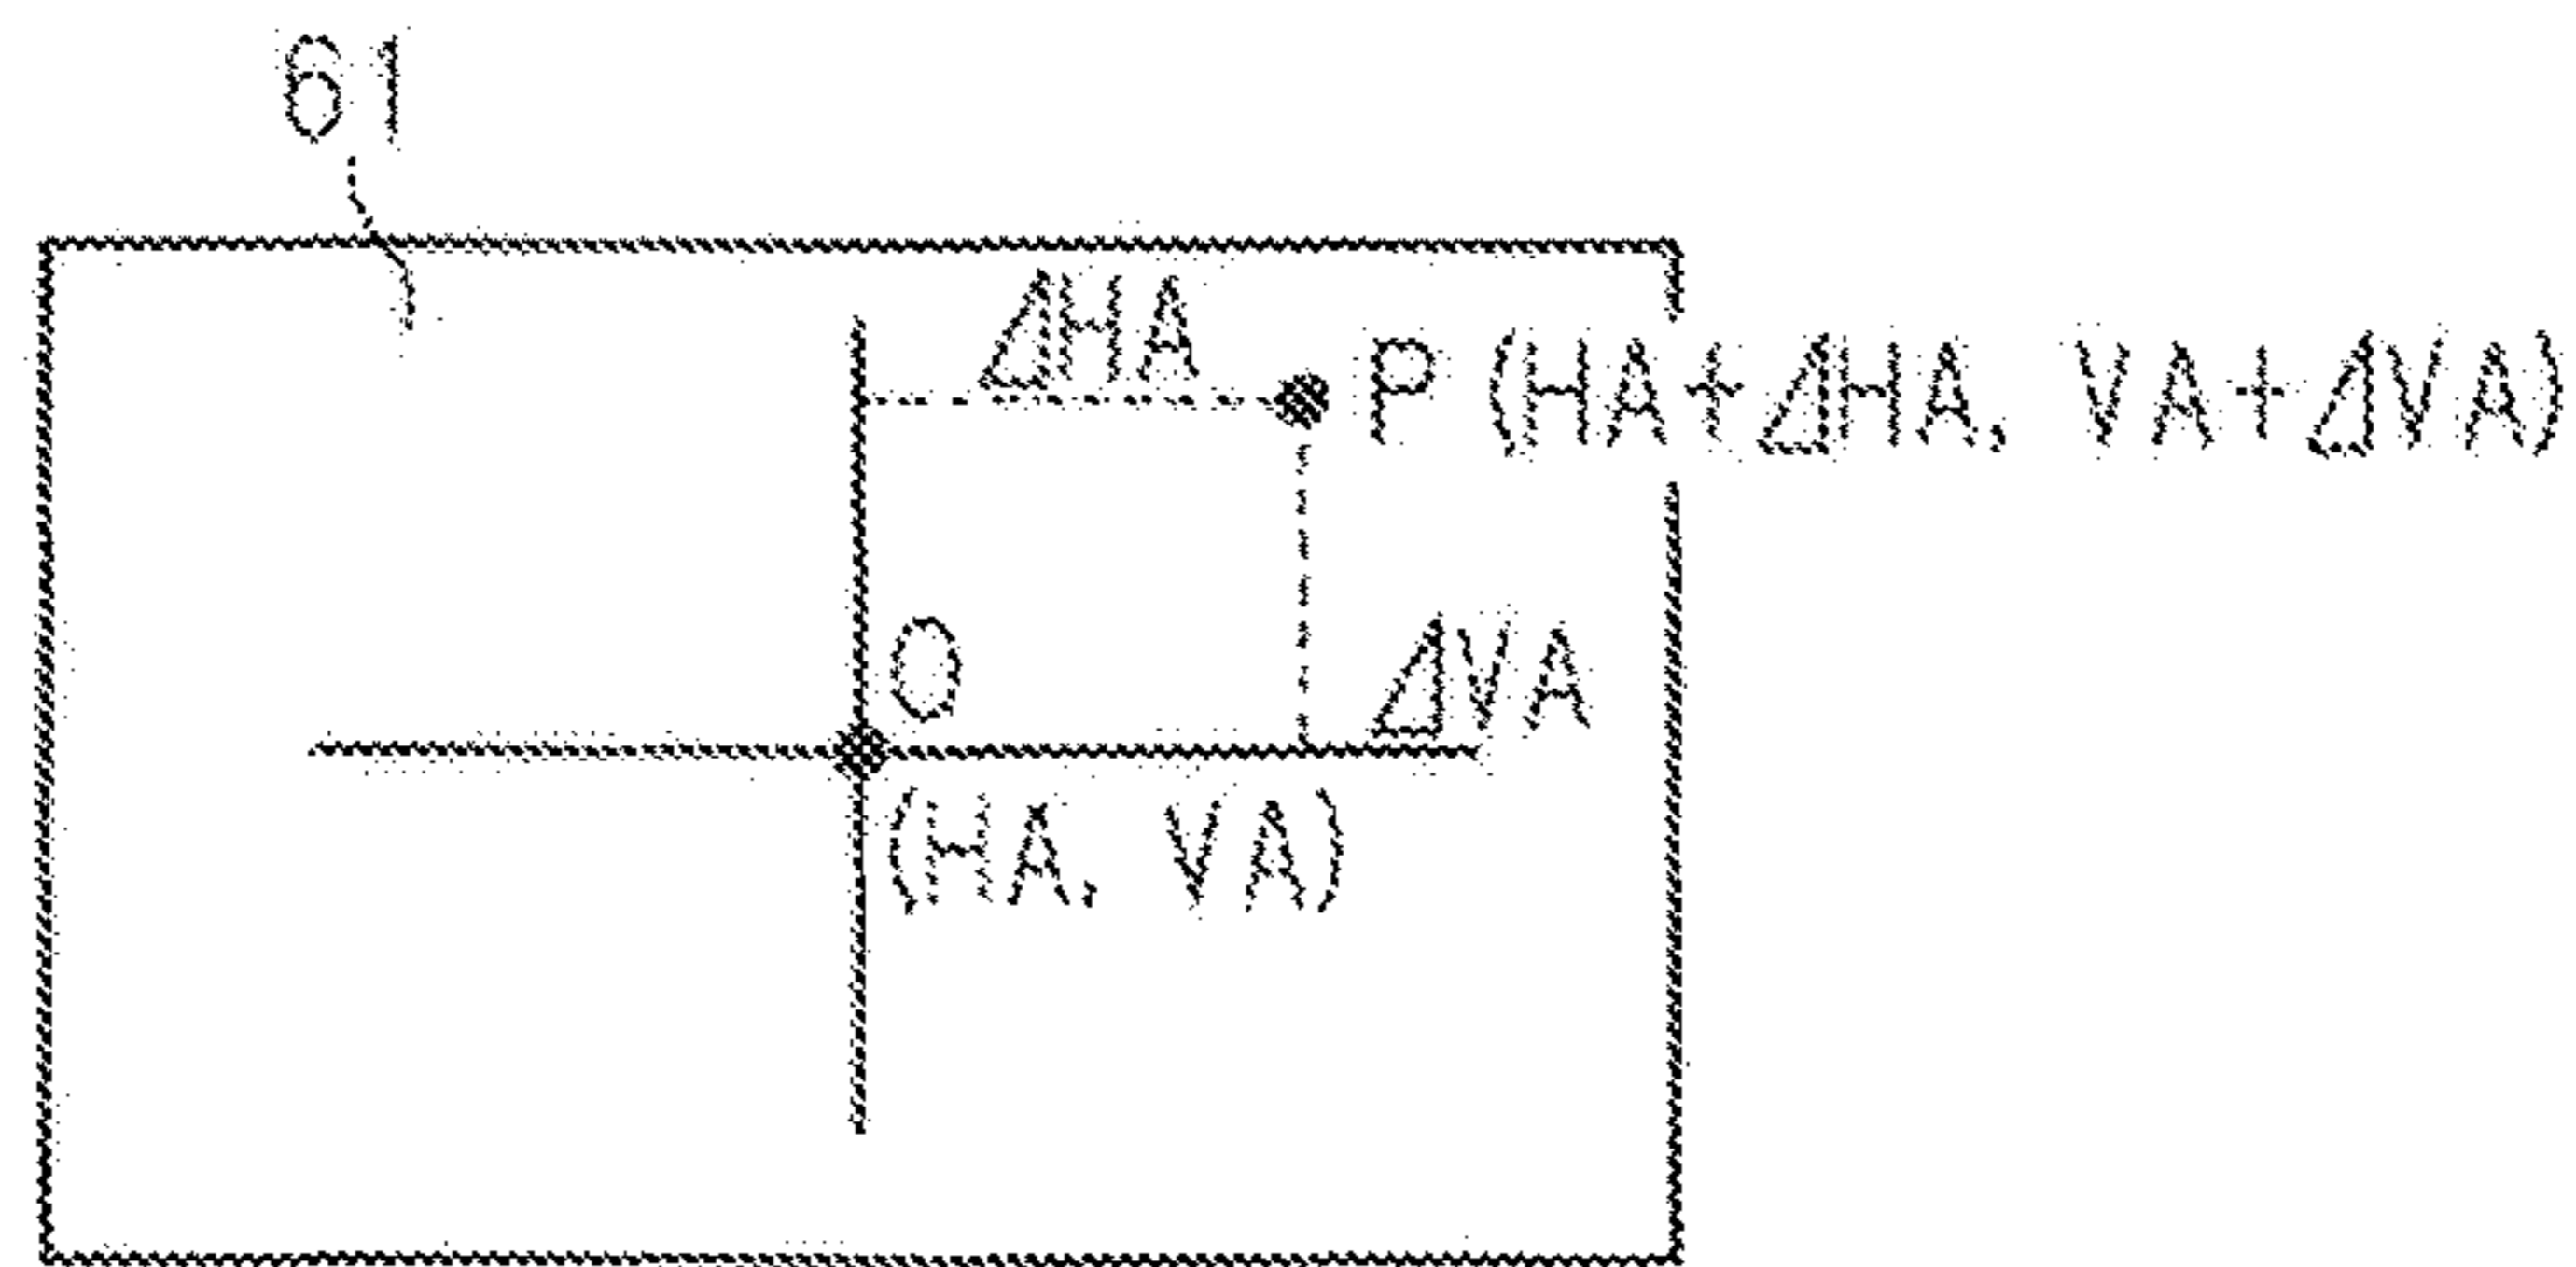 61
ΔHA
P (HA+ΔHA, VA+ΔVA)
O
ΔVA
(HA, VA)